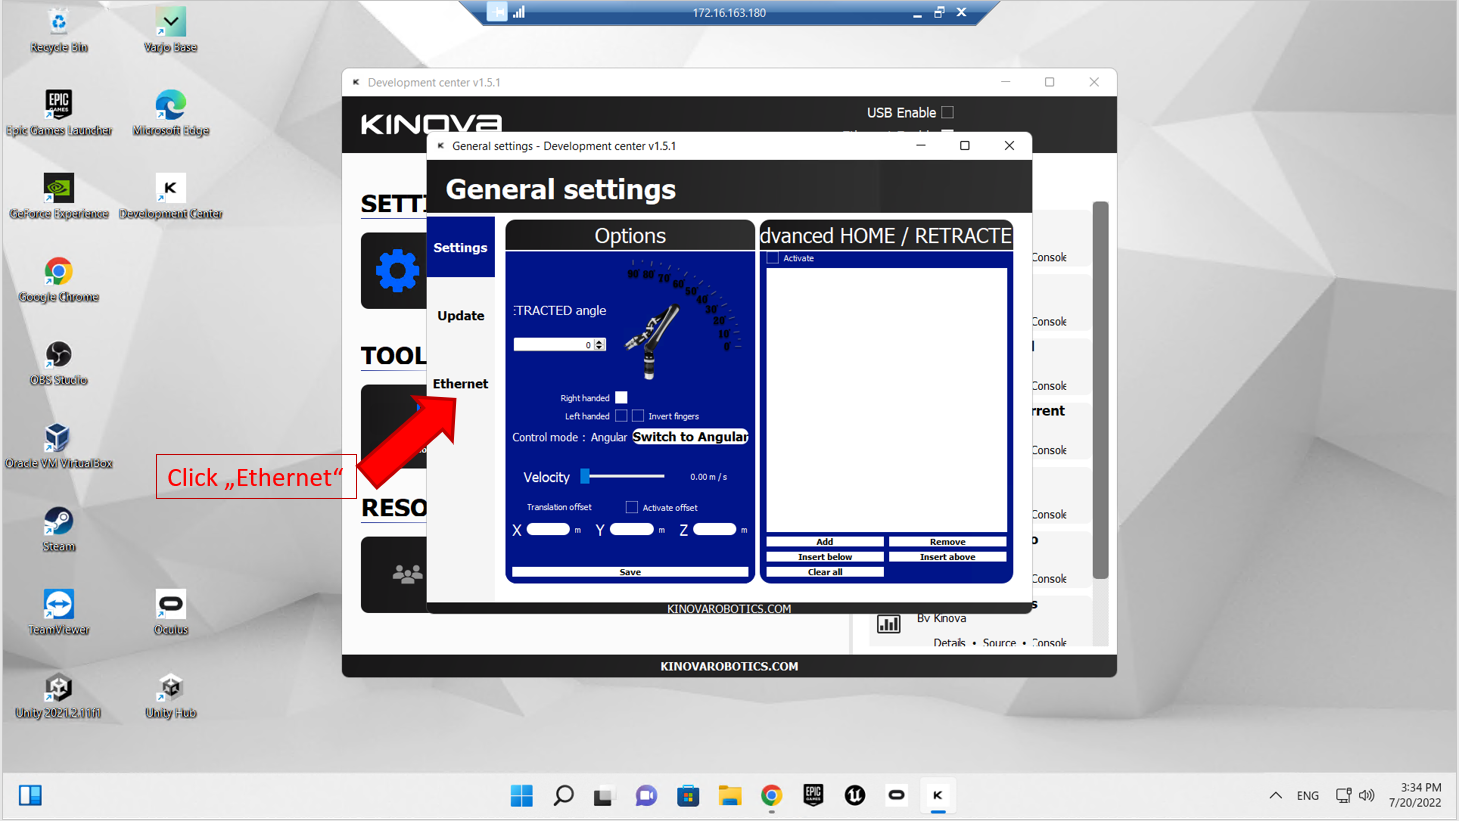 172.16.163.180
Recycle Bin
Varjo Base
Epic Games Launcher
Microsoft Edge
GeForce Experience
Development Center
Google Chrome
OBS Studio
Oracle VM VirtualBox
Steam
TeamViewer
Oculus
Unity 2021.2.11f1
Unity Hub
Development center v1.5.1
KINOVA
USB Enable
General settings - Development center v1.5.1
General settings
SETTI
TOOL
RESO
Settings
Update
Ethernet
Options
ETRACTED angle
0
90
80
70
60
50
40
30
20
10
0
Right handed
Left handed
Invert fingers
Control mode : Angular
Switch to Angular
Velocity
0.00 m / s
Translation offset
Activate offset
X m Y m Z m
Save
dvanced HOME / RETRACTE
Activate
Add
Remove
Insert below
Insert above
Clear all
KINOVAROBOTICS.COM
Console
Console
Console
rrent
Console
Console
o
Console
s
By Kinova
Details • Source • Console
KINOVAROBOTICS.COM
Click „Ethernet“
EPIC
GAMES
ENG
3:34 PM
7/20/2022